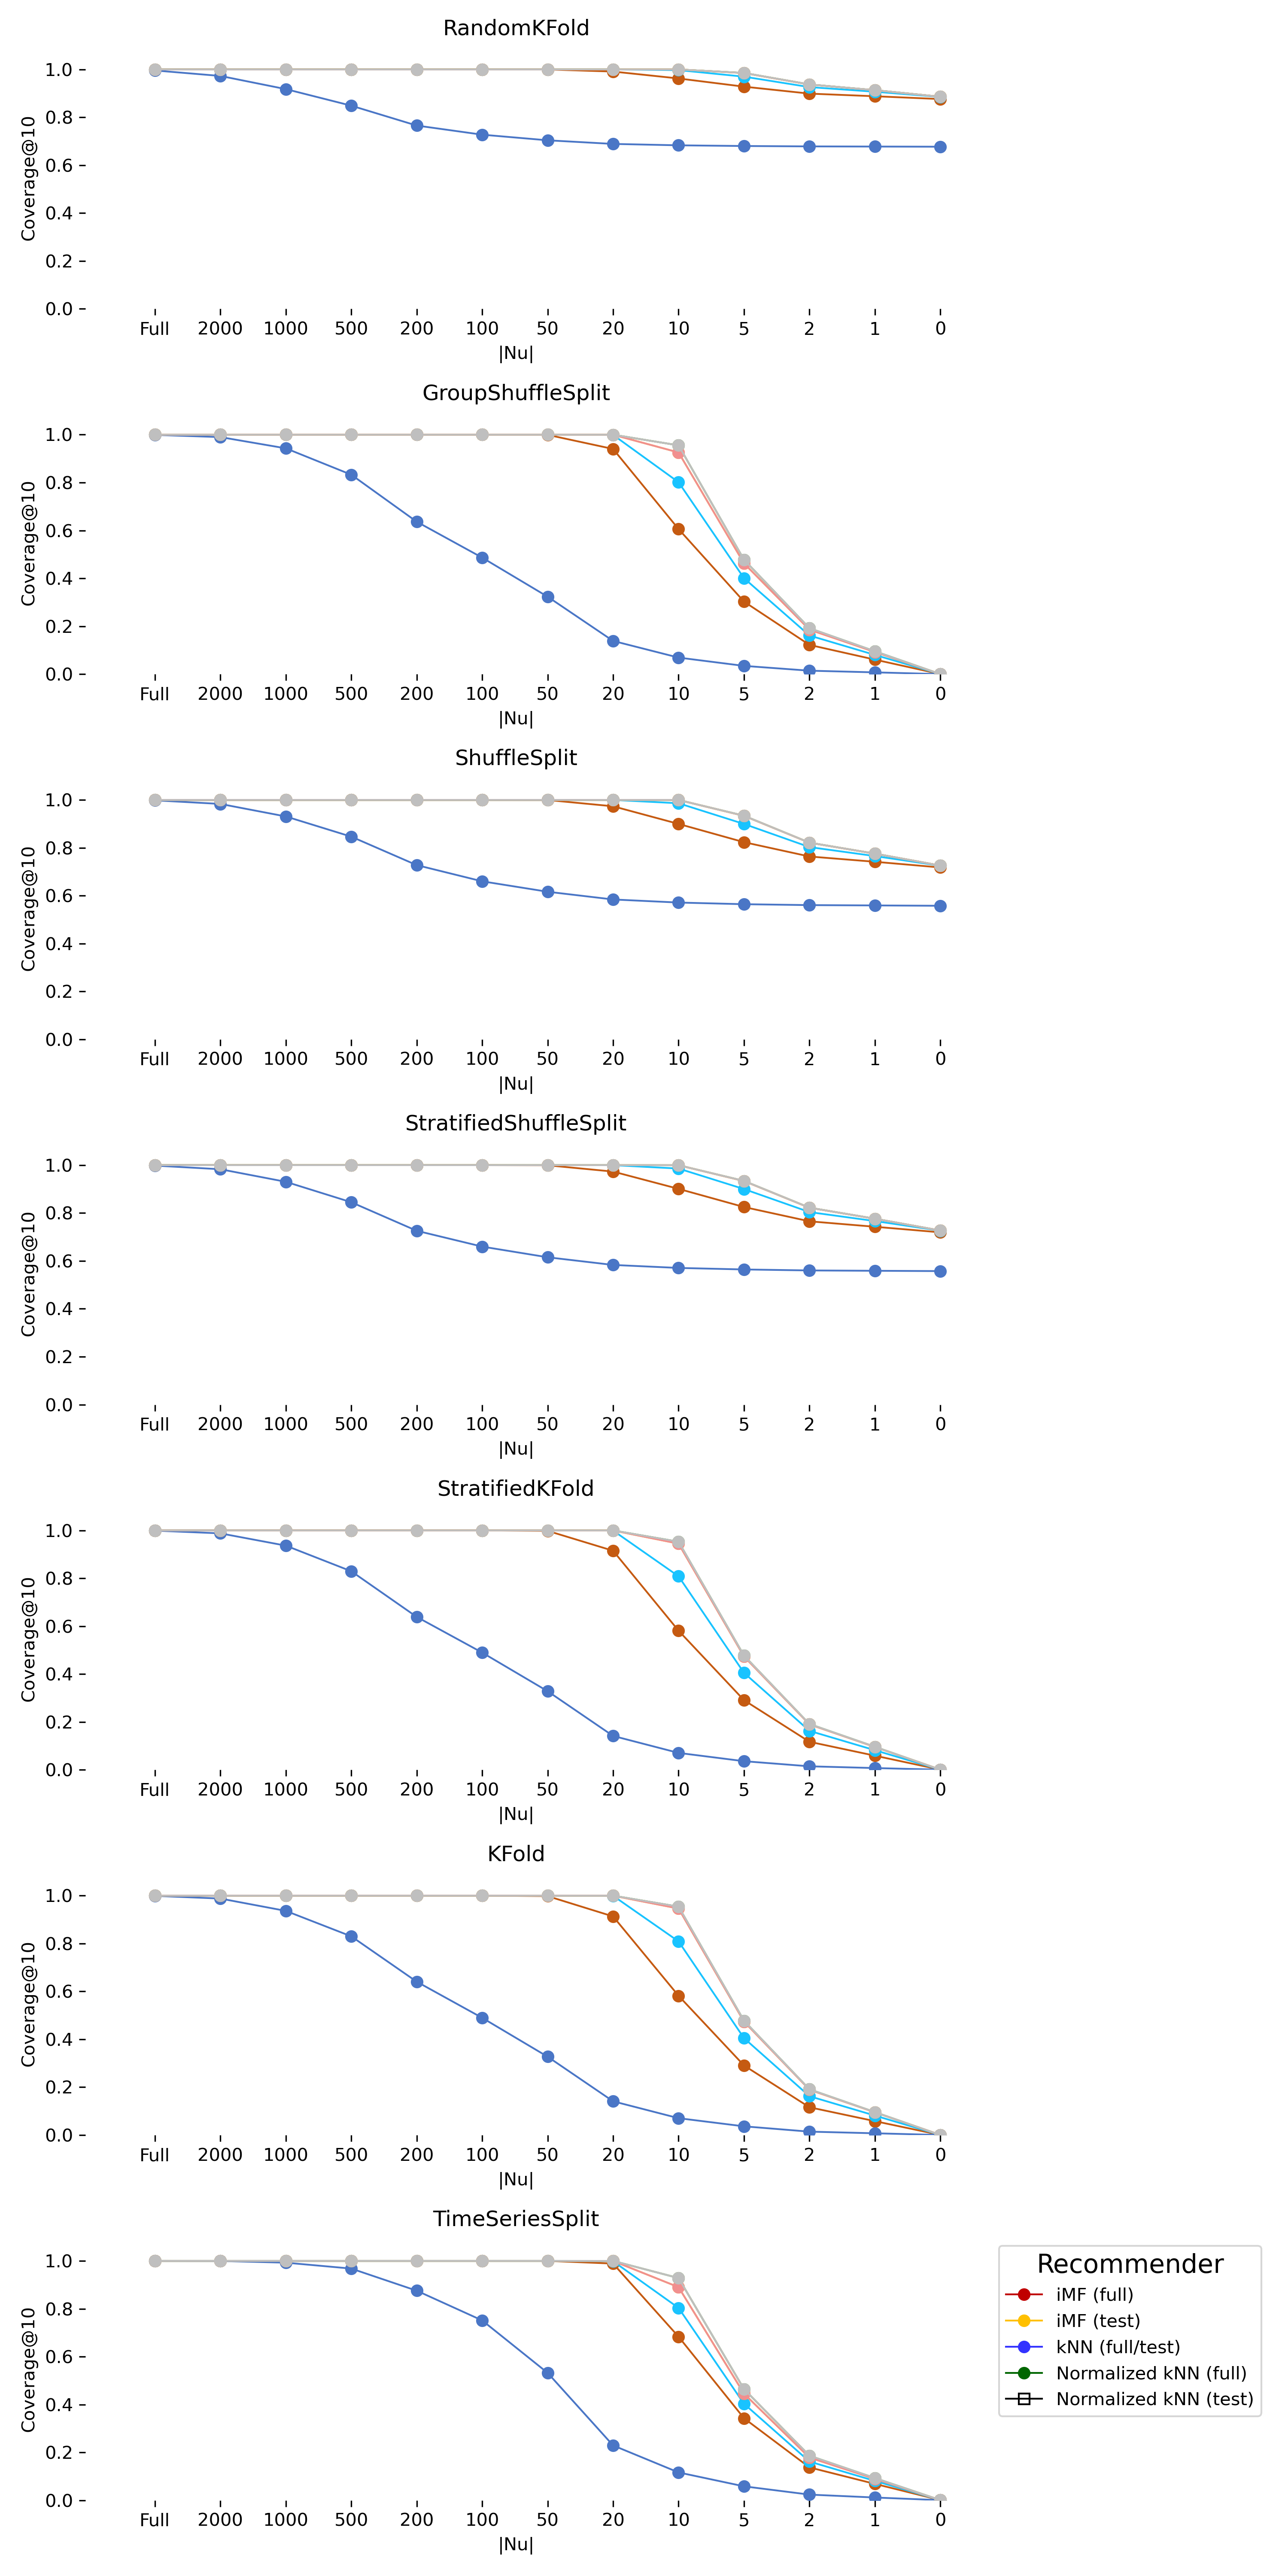 RandomKFold
1.0
0.8
0.6
0.4
0.2
0.0
Coverage@10
Full 2000 1000 500 200 100 50 20 10 5 2 1 0
|Nu|
GroupShuffleSplit
1.0
0.8
0.6
0.4
0.2
0.0
Coverage@10
Full 2000 1000 500 200 100 50 20 10 5 2 1 0
|Nu|
ShuffleSplit
1.0
0.8
0.6
0.4
0.2
0.0
Coverage@10
Full 2000 1000 500 200 100 50 20 10 5 2 1 0
|Nu|
StratifiedShuffleSplit
1.0
0.8
0.6
0.4
0.2
0.0
Coverage@10
Full 2000 1000 500 200 100 50 20 10 5 2 1 0
|Nu|
StratifiedKFold
1.0
0.8
0.6
0.4
0.2
0.0
Coverage@10
Full 2000 1000 500 200 100 50 20 10 5 2 1 0
|Nu|
KFold
1.0
0.8
0.6
0.4
0.2
0.0
Coverage@10
Full 2000 1000 500 200 100 50 20 10 5 2 1 0
|Nu|
TimeSeriesSplit
1.0
0.8
0.6
0.4
0.2
0.0
Coverage@10
Full 2000 1000 500 200 100 50 20 10 5 2 1 0
|Nu|
Recommender
iMF (full)
iMF (test)
kNN (full/test)
Normalized kNN (full)
Normalized kNN (test)